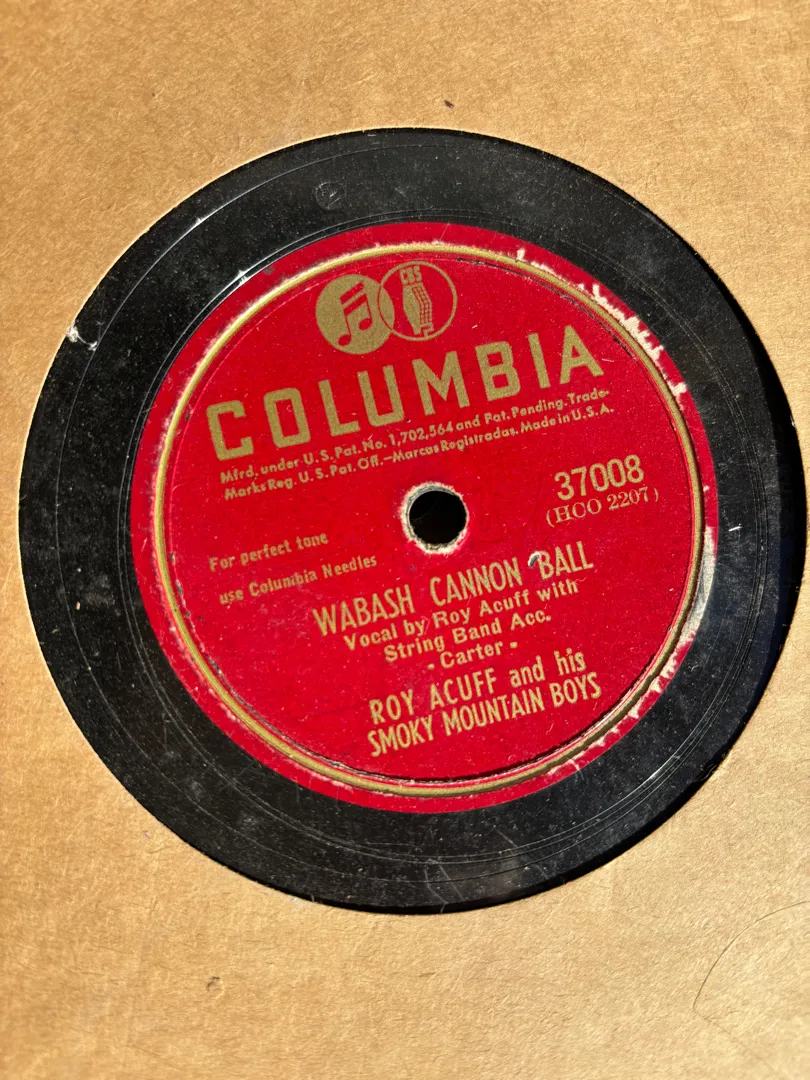 CBS
COLUMBIA
Mfrd. under U.S. Pat. No. 1,702,564 and Pat. Pending. Trade-
Marks Reg. U.S. Pat. Off.—Marcas Registradas. Made in U.S.A.
37008
(HCO 2207)
For perfect tone
use Columbia Needles
WABASH CANNON BALL
Vocal by Roy Acuff with
String Band Acc.
- Carter -
ROY ACUFF and his
SMOKY MOUNTAIN BOYS